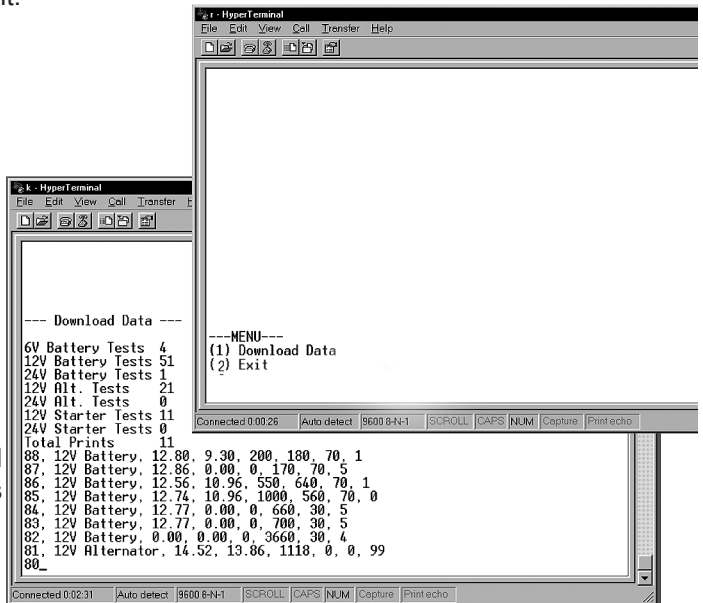 it.
r - HyperTerminal
File Edit View Call Transfer Help
---MENU---
(1) Download Data
(2) Exit
Connected 0:00:26 Auto detect 9600 8-N-1 SCROLL CAPS NUM Capture Print echo
k - HyperTerminal
File Edit View Call Transfer
--- Download Data ---
6V Battery Tests 4
12V Battery Tests 51
24V Battery Tests 1
12V Alt. Tests 21
24V Alt. Tests 0
12V Starter Tests 11
24V Starter Tests 0
Total Prints 11
88, 12V Battery, 12.80, 9.30, 200, 180, 70, 1
87, 12V Battery, 12.86, 0.00, 0, 170, 70, 5
86, 12V Battery, 12.56, 10.96, 550, 640, 70, 1
85, 12V Battery, 12.74, 10.96, 1000, 560, 70, 0
84, 12V Battery, 12.77, 0.00, 0, 660, 30, 5
83, 12V Battery, 12.77, 0.00, 0, 700, 30, 5
82, 12V Battery, 0.00, 0.00, 0, 3660, 30, 4
81, 12V Alternator, 14.52, 13.86, 1118, 0, 0, 99
80_
Connected 0:02:31 Auto detect 9600 8-N-1 SCROLL CAPS NUM Capture Print echo